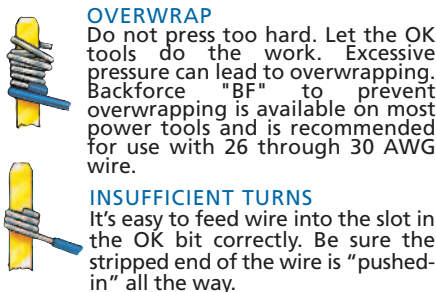 OVERWRAP
Do not press too hard. Let the OK
tools do the work. Excessive
pressure can lead to overwrapping.
Backforce "BF" to prevent
overwrapping is available on most
power tools and is recommended
for use with 26 through 30 AWG
wire.
INSUFFICIENT TURNS
It's easy to feed wire into the slot in
the OK bit correctly. Be sure the
stripped end of the wire is “pushed-
in” all the way.